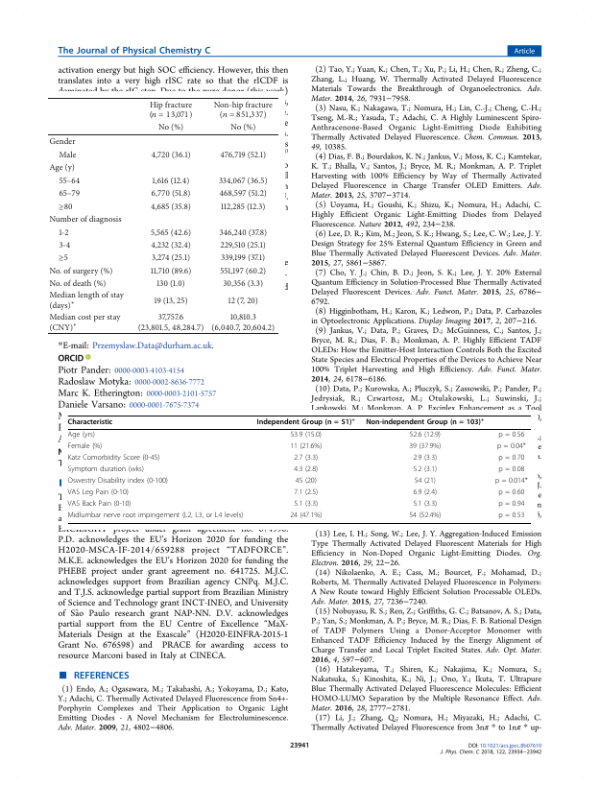 The Journal of Physical Chemistry C
Article
activation energy but high SOC efficiency. However, this then
translates into a very high rISC rate so that the rICDF is
Hip fracture Non-hip fracture
(n = 13,071) (n = 851,337)
No (%) No (%)
Gender
Male 4,720 (36.1) 476,719 (52.1)
Age (y)
55–64 1,616 (12.4) 334,067 (36.5)
65–79 6,770 (51.8) 468,597 (51.2)
≥80 4,685 (35.8) 112,285 (12.3)
Number of diagnosis
1-2 5,565 (42.6) 346,240 (37.8)
3-4 4,232 (32.4) 229,510 (25.1)
≥5 3,274 (25.1) 339,199 (37.1)
No. of surgery (%) 11,710 (89.6) 551,197 (60.2)
No. of death (%) 130 (1.0) 30,356 (3.3)
Median length of stay
(days)* 19 (13, 25) 12 (7, 20)
Median cost per stay 37,757.6 10,810.3
(CNY)* (23,801.5, 48,284.7) (6,040.7, 20,604.2)
*E-mail: Przemyslaw.Data@durham.ac.uk.
ORCID
Piotr Pander: 0000-0003-4103-4154
Radoslaw Motyka: 0000-0002-8636-7772
Marc K. Etherington: 0000-0003-2101-5757
Daniele Varsano: 0000-0001-7675-7374
Characteristic Independent Group (n = 51)* Non-independent Group (n = 103)*
Age (yrs) 53.9 (15.0) 52.6 (12.9) p = 0.56
Female (%) 11 (21.6%) 39 (37.9%) p = 0.04*
Katz Comorbidity Score (0-45) 2.7 (3.3) 2.9 (3.3) p = 0.70
Symptom duration (wks) 4.3 (2.8) 5.2 (3.1) p = 0.08
Oswestry Disability index (0-100) 45 (20) 54 (21) p = 0.014*
VAS Leg Pain (0-10) 7.1 (2.5) 6.9 (2.4) p = 0.60
VAS Back Pain (0-10) 5.1 (3.3) 5.1 (3.3) p = 0.94
Midlumbar nerve root impingement (L2, L3, or L4 levels) 24 (47.1%) 54 (52.4%) p = 0.53
P.D. acknowledges the EU's Horizon 2020 for funding the
H2020-MSCA-IF-2014/659288 project "TADFORCE".
M.K.E. acknowledges the EU's Horizon 2020 for funding the
PHEBE project under grant agreement no. 641725. M.J.C.
acknowledges support from Brazilian agency CNPq. M.J.C.
and T.J.S. acknowledge partial support from Brazilian Ministry
of Science and Technology grant INCT-INEO, and University
of São Paulo research grant NAP-NN. D.V. acknowledges
partial support from the EU Centre of Excellence "MaX-
Materials Design at the Exascale" (H2020-EINFRA-2015-1
Grant No. 676598) and PRACE for awarding access to
resource Marconi based in Italy at CINECA.
■ REFERENCES
(1) Endo, A.; Ogasawara, M.; Takahashi, A.; Yokoyama, D.; Kato,
Y.; Adachi, C. Thermally Activated Delayed Fluorescence from Sn4+-
Porphyrin Complexes and Their Application to Organic Light
Emitting Diodes - A Novel Mechanism for Electroluminescence.
Adv. Mater. 2009, 21, 4802–4806.
(2) Tao, Y.; Yuan, K.; Chen, T.; Xu, P.; Li, H.; Chen, R.; Zheng, C.;
Zhang, L.; Huang, W. Thermally Activated Delayed Fluorescence
Materials Towards the Breakthrough of Organoelectronics. Adv.
Mater. 2014, 26, 7931–7958.
(3) Nasu, K.; Nakagawa, T.; Nomura, H.; Lin, C.-J.; Cheng, C.-H.;
Tseng, M.-R.; Yasuda, T.; Adachi, C. A Highly Luminescent Spiro-
Anthracenone-Based Organic Light-Emitting Diode Exhibiting
Thermally Activated Delayed Fluorescence. Chem. Commun. 2013,
49, 10385.
(4) Dias, F. B.; Bourdakos, K. N.; Jankus, V.; Moss, K. C.; Kamtekar,
K. T.; Bhalla, V.; Santos, J.; Bryce, M. R.; Monkman, A. P. Triplet
Harvesting with 100% Efficiency by Way of Thermally Activated
Delayed Fluorescence in Charge Transfer OLED Emitters. Adv.
Mater. 2013, 25, 3707–3714.
(5) Uoyama, H.; Goushi, K.; Shizu, K.; Nomura, H.; Adachi, C.
Highly Efficient Organic Light-Emitting Diodes from Delayed
Fluorescence. Nature 2012, 492, 234–238.
(6) Lee, D. R.; Kim, M.; Jeon, S. K.; Hwang, S.; Lee, C. W.; Lee, J. Y.
Design Strategy for 25% External Quantum Efficiency in Green and
Blue Thermally Activated Delayed Fluorescent Devices. Adv. Mater.
2015, 27, 5861–5867.
(7) Cho, Y. J.; Chin, B. D.; Jeon, S. K.; Lee, J. Y. 20% External
Quantum Efficiency in Solution-Processed Blue Thermally Activated
Delayed Fluorescent Devices. Adv. Funct. Mater. 2015, 25, 6786–
6792.
(8) Higginbotham, H.; Karon, K.; Ledwon, P.; Data, P. Carbazoles
in Optoelectronic Applications. Display Imaging 2017, 2, 207–216.
(9) Jankus, V.; Data, P.; Graves, D.; McGuinness, C.; Santos, J.;
Bryce, M. R.; Dias, F. B.; Monkman, A. P. Highly Efficient TADF
OLEDs: How the Emitter-Host Interaction Controls Both the Excited
State Species and Electrical Properties of the Devices to Achieve Near
100% Triplet Harvesting and High Efficiency. Adv. Funct. Mater.
2014, 24, 6178–6186.
(10) Data, P.; Kurowska, A.; Pluczyk, S.; Zassowski, P.; Pander, P.;
Jedrysiak, R.; Czwartosz, M.; Otulakowski, L.; Suwinski, J.;
Lapkowski, M.; Monkman, A. P. Exciplex Enhancement as a Tool
(13) Lee, I. H.; Song, W.; Lee, J. Y. Aggregation-Induced Emission
Type Thermally Activated Delayed Fluorescent Materials for High
Efficiency in Non-Doped Organic Light-Emitting Diodes. Org.
Electron. 2016, 29, 22–26.
(14) Nikolaenko, A. E.; Cass, M.; Bourcet, F.; Mohamad, D.;
Roberts, M. Thermally Activated Delayed Fluorescence in Polymers:
A New Route toward Highly Efficient Solution Processable OLEDs.
Adv. Mater. 2015, 27, 7236–7240.
(15) Nobuyasu, R. S.; Ren, Z.; Griffiths, G. C.; Batsanov, A. S.; Data,
P.; Yan, S.; Monkman, A. P.; Bryce, M. R.; Dias, F. B. Rational Design
of TADF Polymers Using a Donor-Acceptor Monomer with
Enhanced TADF Efficiency Induced by the Energy Alignment of
Charge Transfer and Local Triplet Excited States. Adv. Opt. Mater.
2016, 4, 597–607.
(16) Hatakeyama, T.; Shiren, K.; Nakajima, K.; Nomura, S.;
Nakatsuka, S.; Kinoshita, K.; Ni, J.; Ono, Y.; Ikuta, T. Ultrapure
Blue Thermally Activated Delayed Fluorescence Molecules: Efficient
HOMO-LUMO Separation by the Multiple Resonance Effect. Adv.
Mater. 2016, 28, 2777–2781.
(17) Li, J.; Zhang, Q.; Nomura, H.; Miyazaki, H.; Adachi, C.
Thermally Activated Delayed Fluorescence from 3nπ* to 1nπ* up-
23941
DOI: 10.1021/acs.jpcc.8b07610
J. Phys. Chem. C 2018, 122, 23934–23942